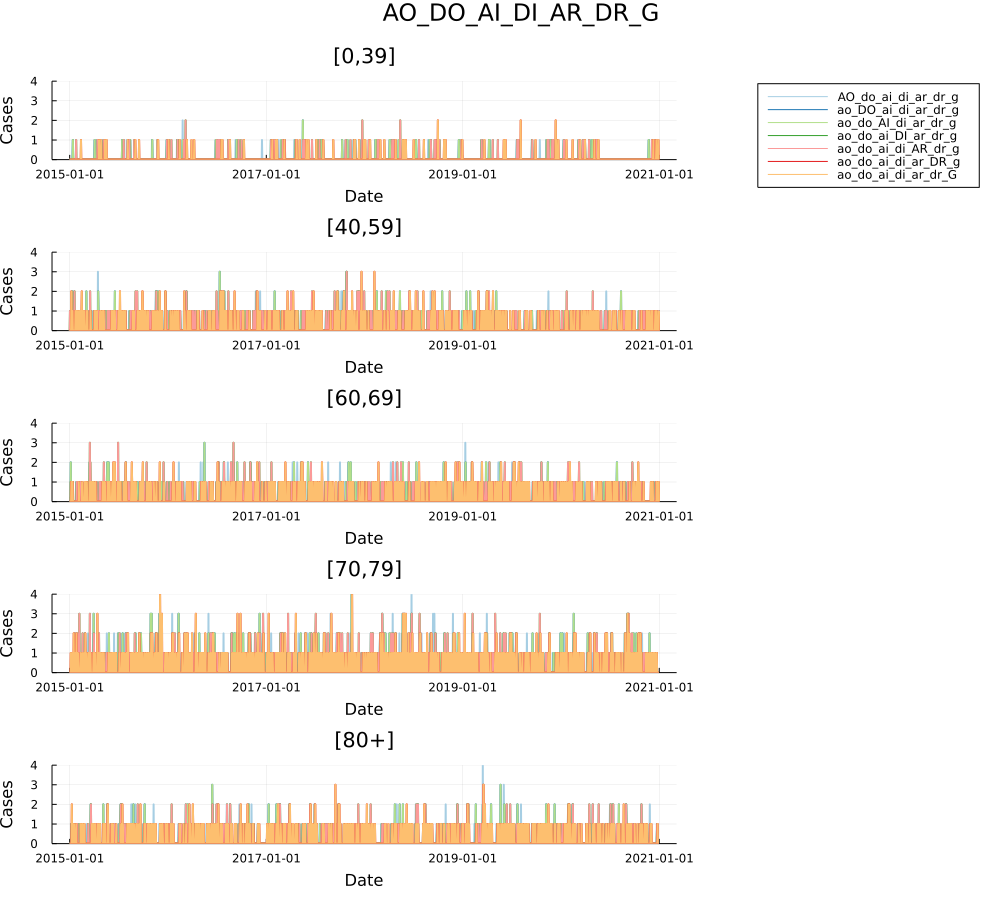 AO_DO_AI_DI_AR_DR_G
[0,39]
4
3
2
1
0
Cases
2015-01-01 2017-01-01 2019-01-01 2021-01-01
Date
AO_do_ai_di_ar_dr_g
ao_DO_ai_di_ar_dr_g
ao_do_AI_di_ar_dr_g
ao_do_ai_DI_ar_dr_g
ao_do_ai_di_AR_dr_g
ao_do_ai_di_ar_DR_g
ao_do_ai_di_ar_dr_G
[40,59]
4
3
2
1
0
Cases
2015-01-01 2017-01-01 2019-01-01 2021-01-01
Date
[60,69]
4
3
2
1
0
Cases
2015-01-01 2017-01-01 2019-01-01 2021-01-01
Date
[70,79]
4
3
2
1
0
Cases
2015-01-01 2017-01-01 2019-01-01 2021-01-01
Date
[80+]
4
3
2
1
0
Cases
2015-01-01 2017-01-01 2019-01-01 2021-01-01
Date